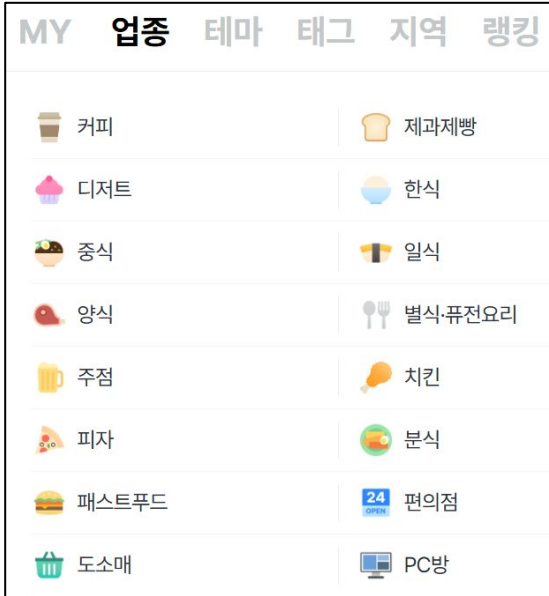 MY 업종 테마 태그 지역 랭킹
커피 제과제빵
디저트 한식
중식 일식
양식 별식·퓨전요리
주점 치킨
피자 분식
패스트푸드 24 OPEN 편의점
도소매 PC방